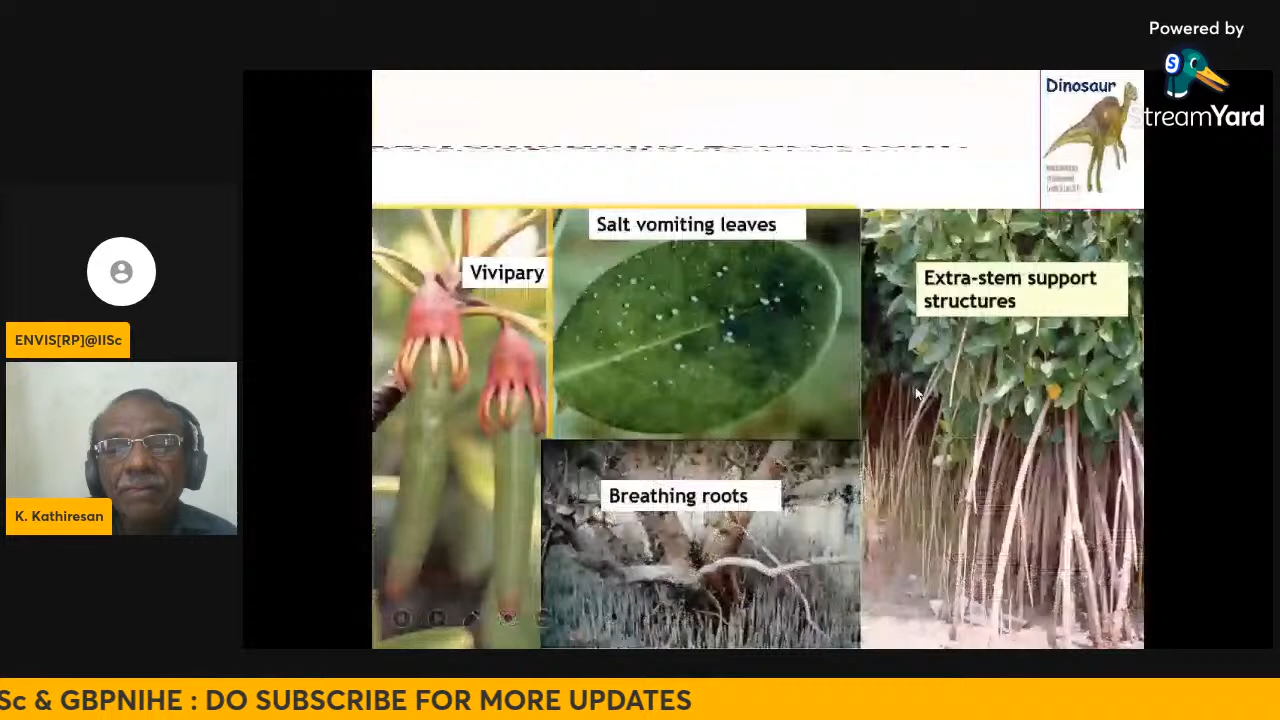 Powered by
StreamYard
Dinosaur
Salt vomiting leaves
Vivipary
Extra-stem support
structures
Breathing roots
ENVIS[RP]@IISc
K. Kathiresan
Sc & GBPNIHE : DO SUBSCRIBE FOR MORE UPDATES